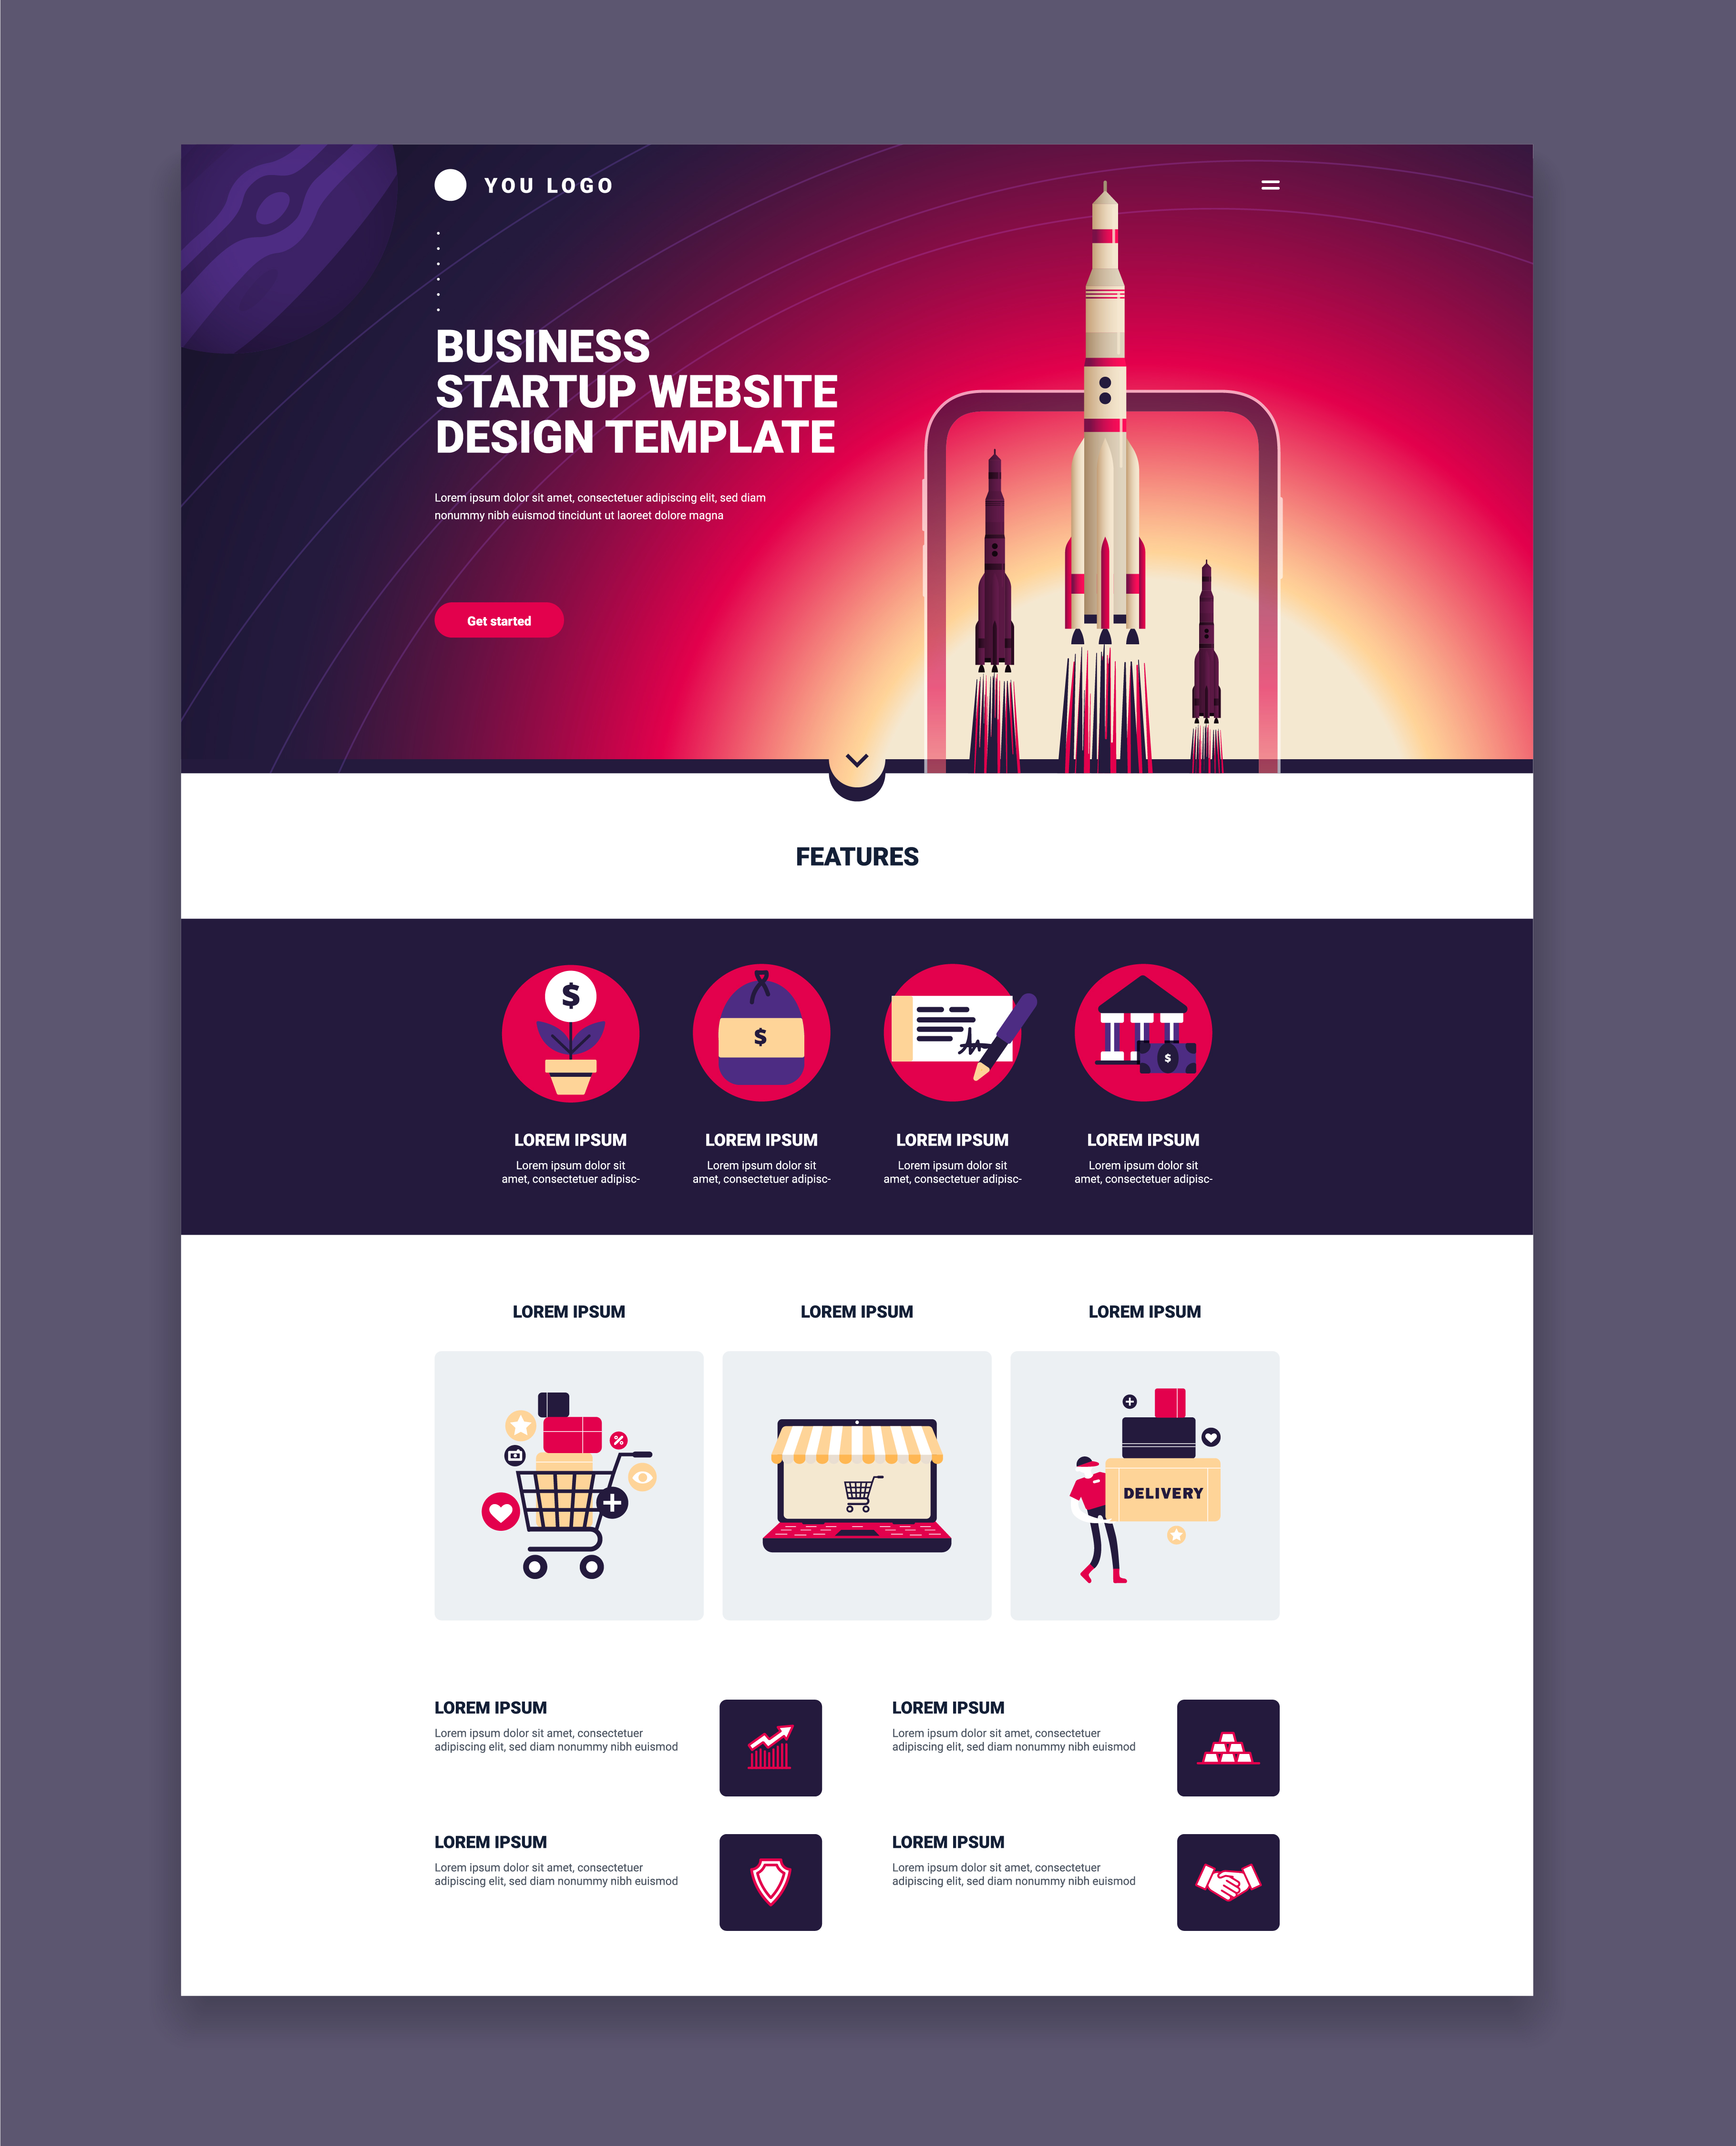 YOU LOGO
BUSINESS
STARTUP WEBSITE
DESIGN TEMPLATE
Lorem ipsum dolor sit amet, consectetuer adipiscing elit, sed diam
nonummy nibh euismod tincidunt ut laoreet dolore magna
Get started
FEATURES
$
$
$
LOREM IPSUM
Lorem ipsum dolor sit
amet, consectetuer adipisc-
LOREM IPSUM
Lorem ipsum dolor sit
amet, consectetuer adipisc-
LOREM IPSUM
Lorem ipsum dolor sit
amet, consectetuer adipisc-
LOREM IPSUM
Lorem ipsum dolor sit
amet, consectetuer adipisc-
LOREM IPSUM
LOREM IPSUM
LOREM IPSUM
%
DELIVERY
LOREM IPSUM
Lorem ipsum dolor sit amet, consectetuer
adipiscing elit, sed diam nonummy nibh euismod
LOREM IPSUM
Lorem ipsum dolor sit amet, consectetuer
adipiscing elit, sed diam nonummy nibh euismod
LOREM IPSUM
Lorem ipsum dolor sit amet, consectetuer
adipiscing elit, sed diam nonummy nibh euismod
LOREM IPSUM
Lorem ipsum dolor sit amet, consectetuer
adipiscing elit, sed diam nonummy nibh euismod